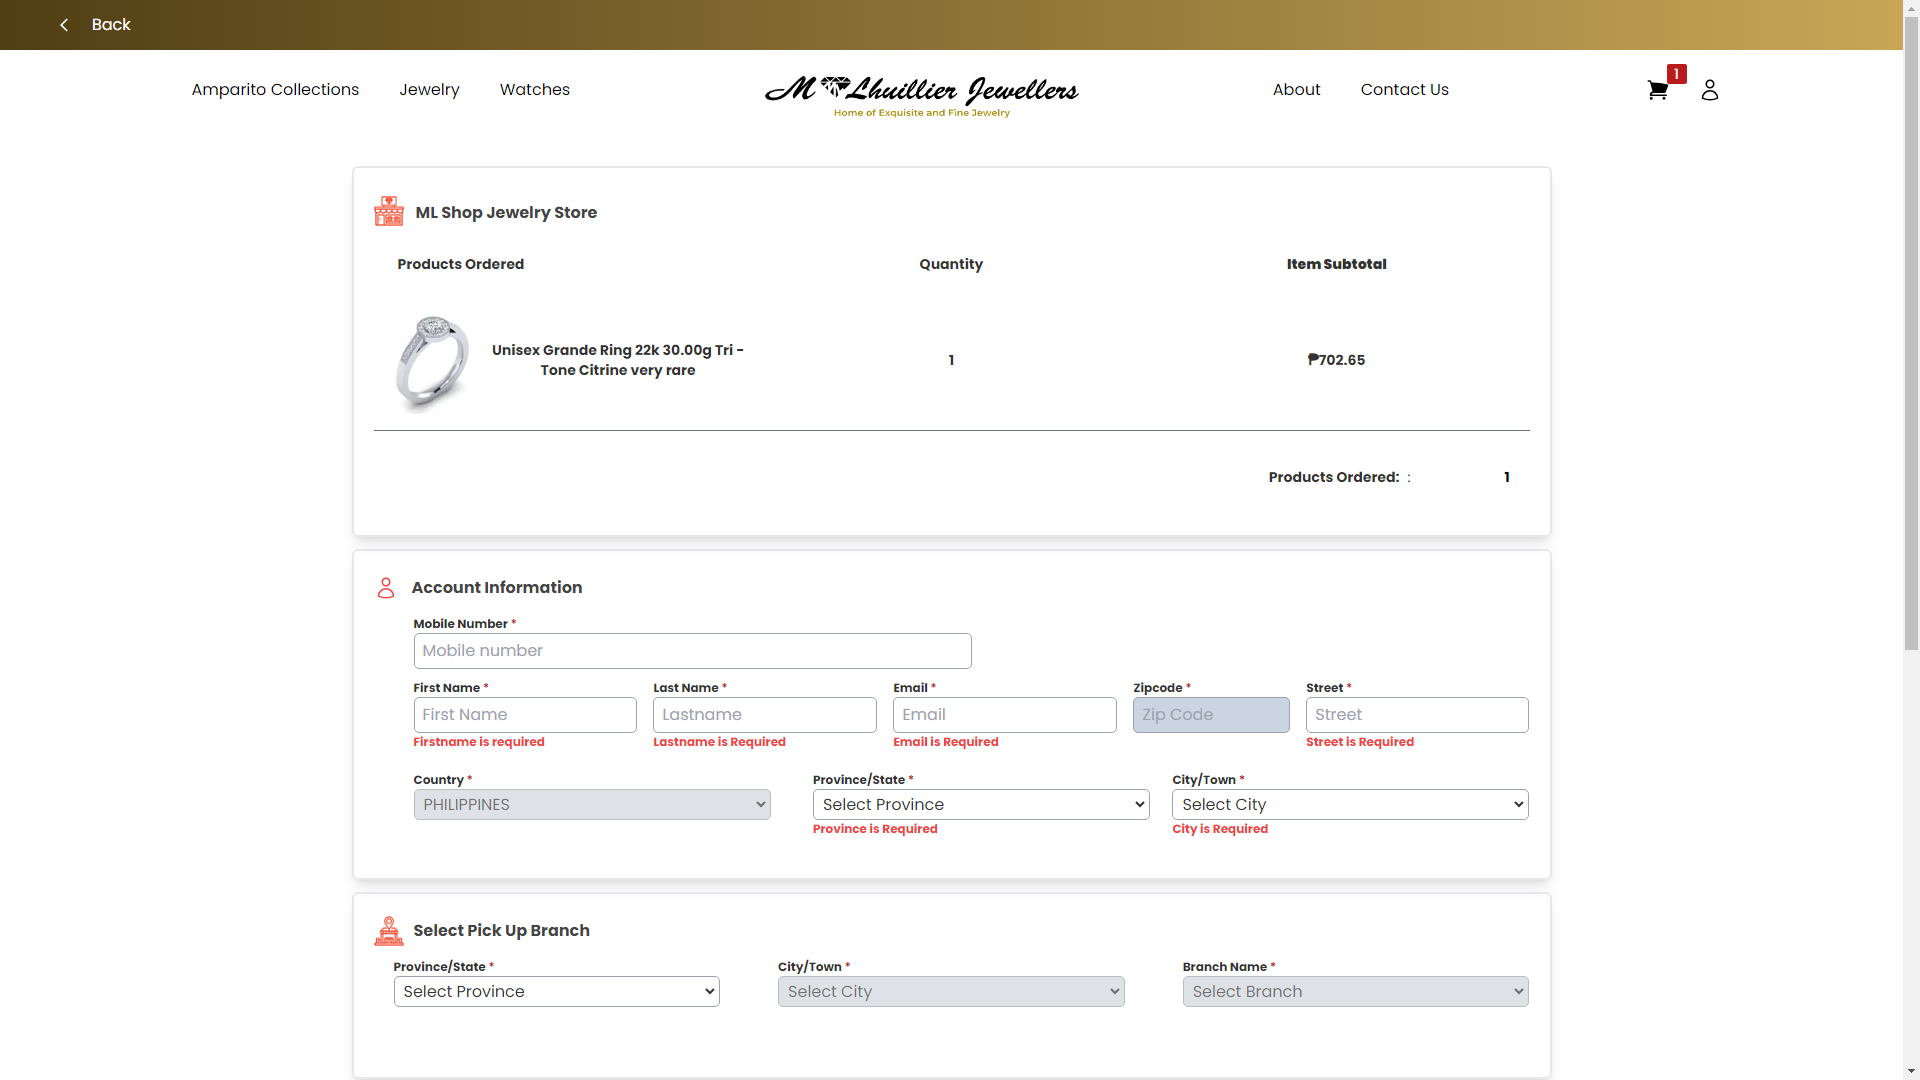 Back
Amparito Collections
Jewelry
Watches
M Lhuillier Jewellers
Home of Exquisite and Fine Jewelry
About
Contact Us
1
ML Shop Jewelry Store
Products Ordered
Quantity
Item Subtotal
Unisex Grande Ring 22k 30.00g Tri -
Tone Citrine very rare
1
₱702.65
Products Ordered: :
1
Account Information
Mobile Number *
Mobile number
First Name *
Last Name *
Email *
Zipcode *
Street *
First Name
Lastname
Email
Zip Code
Street
Firstname is required
Lastname is Required
Email is Required
Street is Required
Country *
Province/State *
City/Town *
PHILIPPINES
Select Province
Select City
Province is Required
City is Required
Select Pick Up Branch
Province/State *
City/Town *
Branch Name *
Select Province
Select City
Select Branch